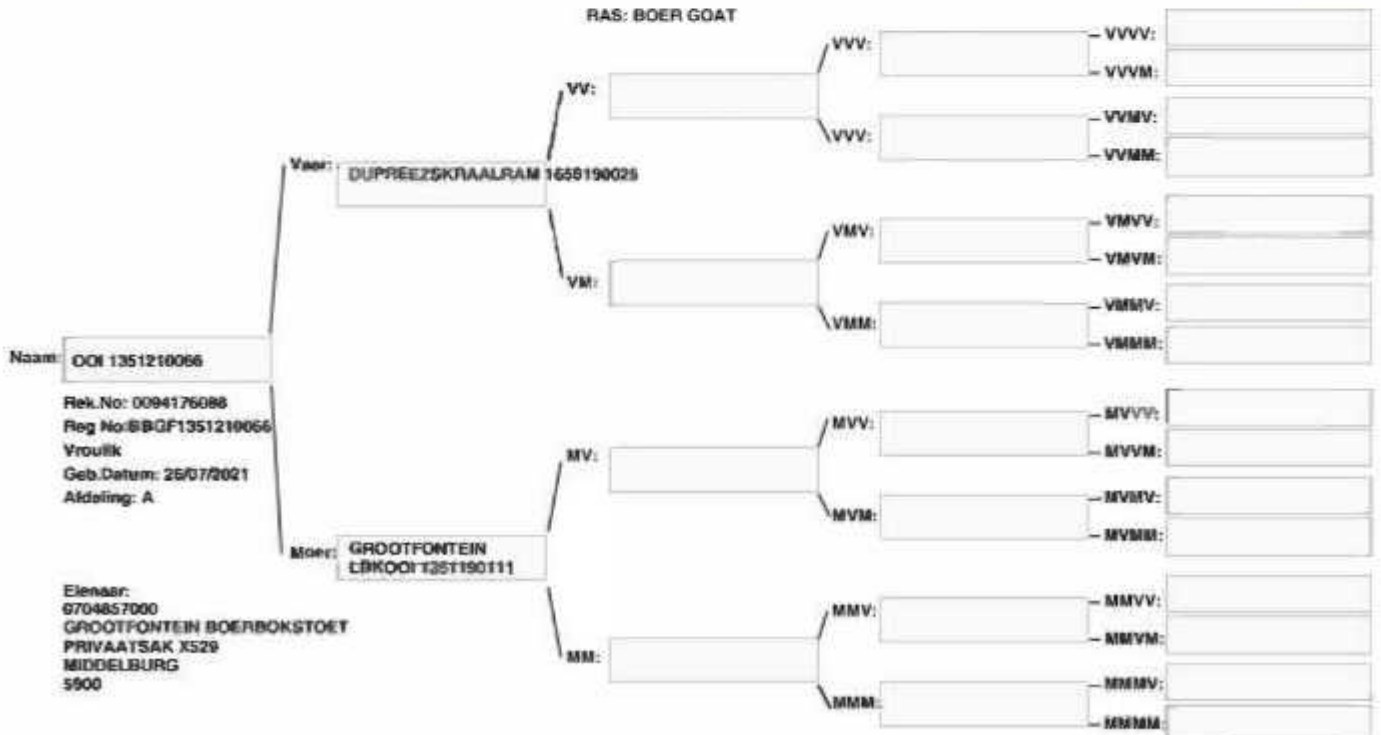 RAS: BOER GOAT
VVVV:
VVV:
VVVM:
VV:
VVMV:
VVV:
VVMM:
Vaar:
DUPREEZSKRAALRAM 1659190025
VMVV:
VMV:
VMVM:
VM:
VMMV:
VMM:
VMMM:
Naam:
OOI 1351210066
Rek.No: 0094176088
Reg No:BBGF1351210066
Vroulik
Geb.Datum: 26/07/2021
Afdeling: A
MVVV:
MVV:
MVVM:
MV:
MVMV:
MVM:
MVMM:
Moer:
GROOTFONTEIN
LBKOOI 1351190111
MMVV:
MMV:
MMVM:
MM:
MMMV:
MMM:
MMMM:
Eienaar:
0704857000
GROOTFONTEIN BOERBOKSTOET
PRIVAATSAK X529
MIDDELBURG
5900